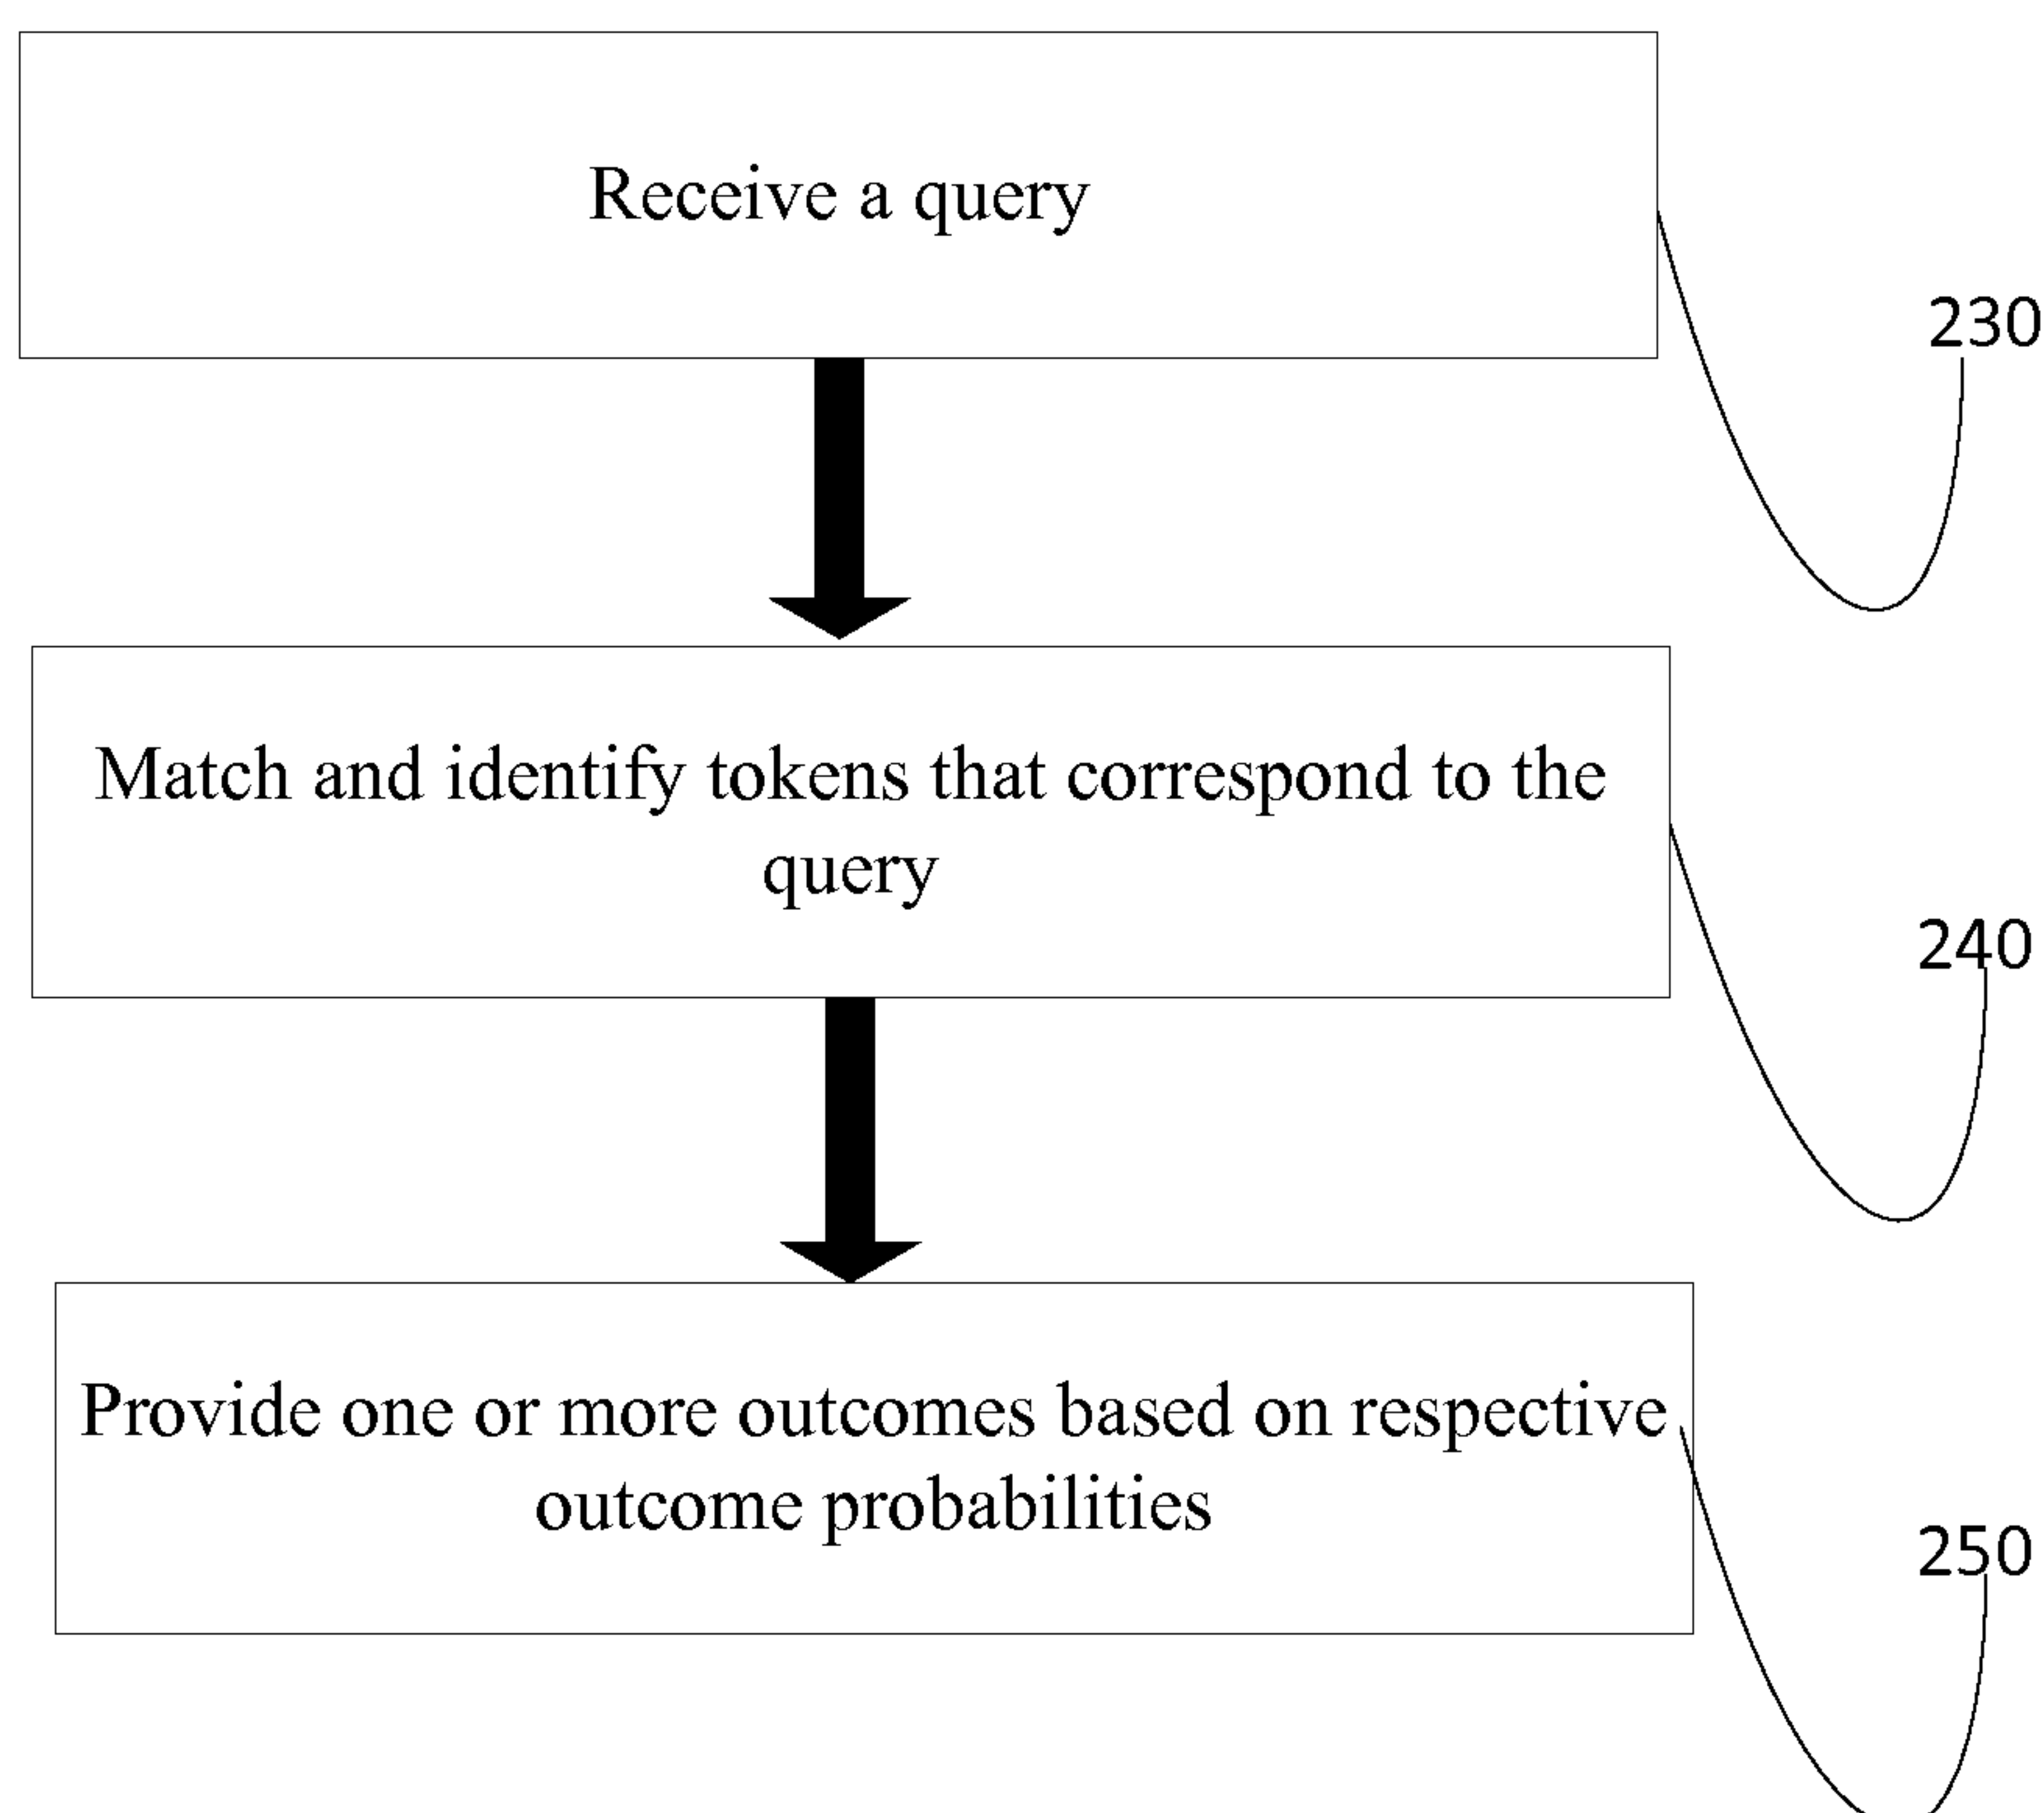 Receive a query
230
Match and identify tokens that correspond to the
query
240
Provide one or more outcomes based on respective
outcome probabilities
250